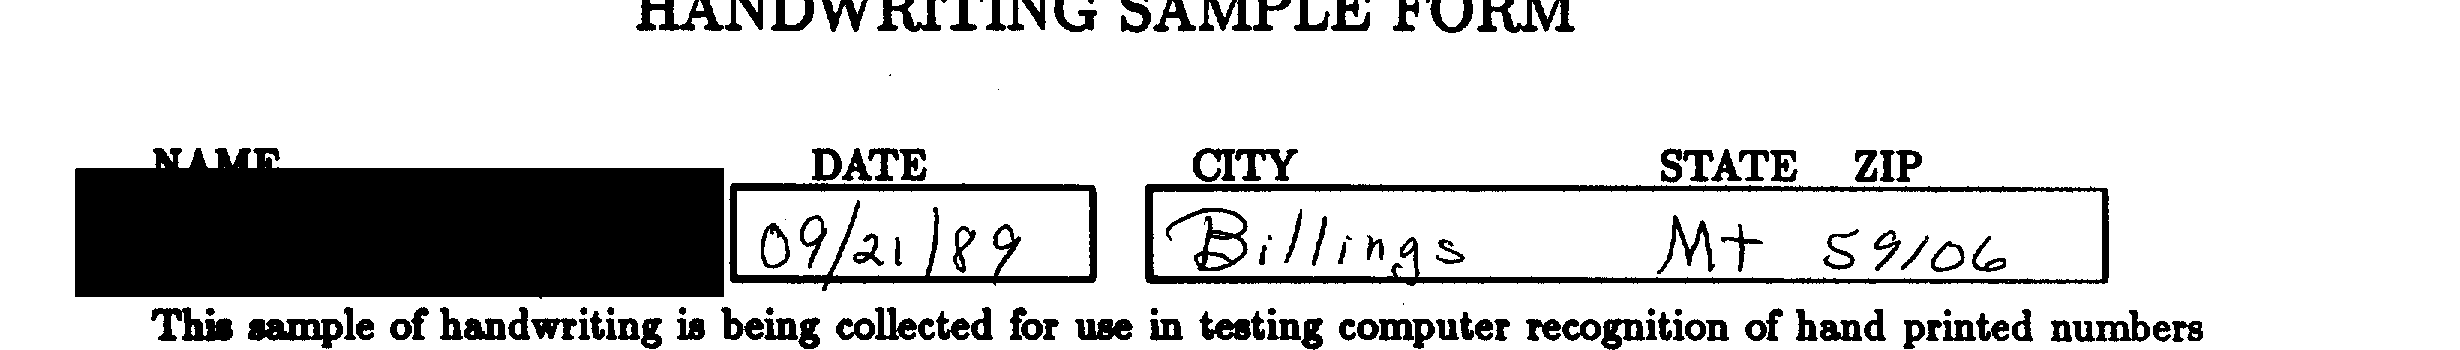 HANDWRITING SAMPLE FORM
NAME DATE CITY STATE ZIP
09/21/89 Billings Mt 59106
This sample of handwriting is being collected for use in testing computer recognition of hand printed numbers